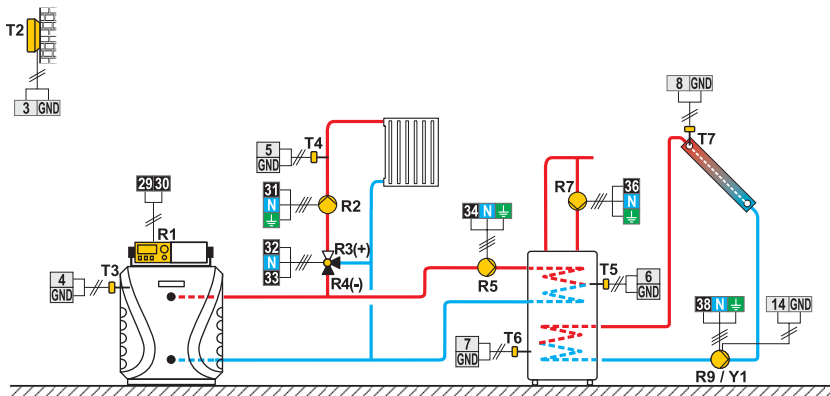 T2
3 GND
8 GND
T7
5
GND
T4
29 30
31
N
R2
34 N
R7
36
N
R1
32
N
33
R3(+)
R4(-)
R5
4
GND
T3
T5
6
GND
38 N
14 GND
7
GND
T6
R9 / Y1